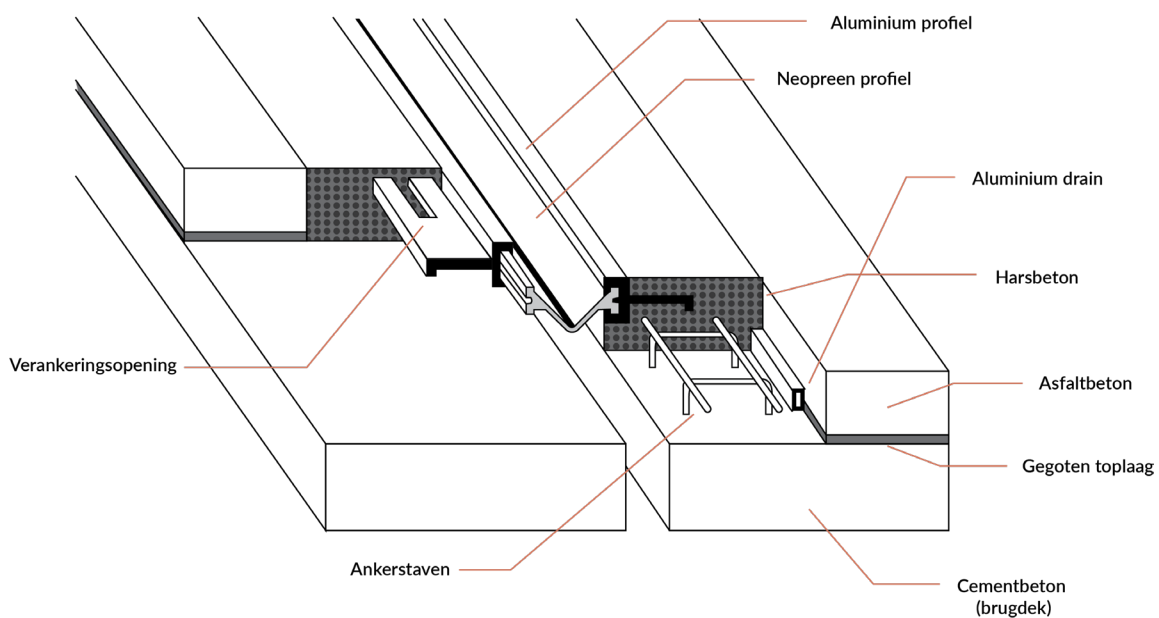 Aluminium profiel
Neopreen profiel
Aluminium drain
Harsbeton
Verankeringsopening
Asfaltbeton
Gegoten toplaag
Ankerstaven
Cementbeton
(brugdek)